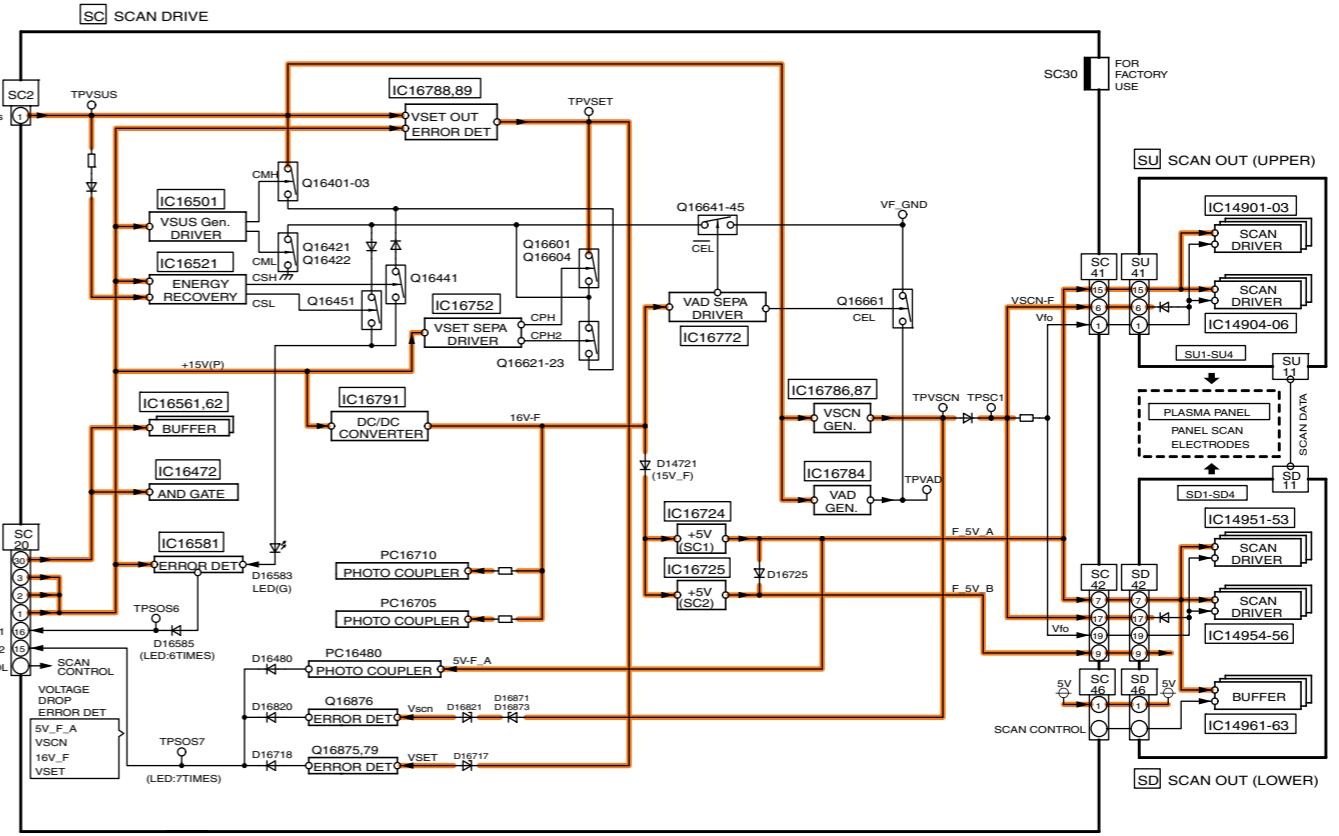 SC SCAN DRIVE
SC2
1
TPVSUS
IC16788,89
VSET OUT
ERROR DET
TPVSET
SC30
FOR
FACTORY
USE
SU SCAN OUT (UPPER)
CMH
Q16401-03
IC16501
VSUS Gen.
DRIVER
CML
Q16421
Q16422
IC16521
ENERGY
RECOVERY
CSH
CSL
Q16451
Q16441
IC16752
VSET SEPA
DRIVER
CPH
CPH2
Q16601
Q16604
Q16621-23
Q16641-45
CEL
VF_GND
VAD SEPA
DRIVER
IC16772
Q16661
CEL
SC
41
SU
41
15
15
6
6
1
1
VSCN-F
Vfo
IC14901-03
SCAN
DRIVER
SCAN
DRIVER
IC14904-06
SU1-SU4
SU
11
+15V(P)
IC16791
DC/DC
CONVERTER
16V-F
IC16786,87
VSCN
GEN.
TPVSCN
TPSC1
PLASMA PANEL
PANEL SCAN
ELECTRODES
SCAN DATA
IC16561,62
BUFFER
IC16472
AND GATE
D14721
(15V_F)
IC16784
VAD
GEN.
TPVAD
SD
11
SD1-SD4
SC
20
30
3
2
1
16
15
IC16581
ERROR DET
D16583
LED(G)
TPSOS6
D16585
(LED:6TIMES)
SCAN
CONTROL
PC16710
PHOTO COUPLER
PC16705
PHOTO COUPLER
IC16724
+5V
(SC1)
IC16725
+5V
(SC2)
D16725
F_5V_A
F_5V_B
IC14951-53
SCAN
DRIVER
SCAN
DRIVER
IC14954-56
SC
42
SD
42
7
7
17
17
19
19
9
9
Vfo
VOLTAGE
DROP
ERROR DET
5V_F_A
VSCN
16V_F
VSET
TPSOS7
(LED:7TIMES)
D16480
PC16480
PHOTO COUPLER
5V-F_A
D16820
Q16876
ERROR DET
Vscn
D16821
D16871
D16873
D16718
Q16875,79
ERROR DET
VSET
D16717
SC
46
SD
46
5V
5V
1
1
SCAN CONTROL
BUFFER
IC14961-63
SD SCAN OUT (LOWER)